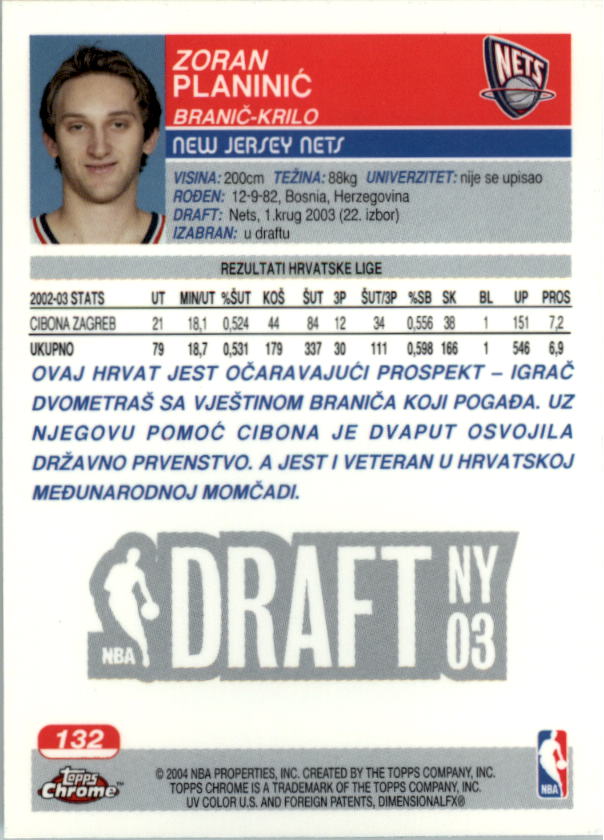 ZORAN
PLANINIĆ
BRANIČ-KRILO
NETS
NEW JERSEY NETS
VISINA: 200cm TEŽINA: 88kg UNIVERZITET: nije se upisao
ROĐEN: 12-9-82, Bosnia, Herzegovina
DRAFT: Nets, 1.krug 2003 (22. izbor)
IZABRAN: u draftu
REZULTATI HRVATSKE LIGE
2002-03 STATS UT MIN/UT %ŠUT KOŠ ŠUT 3P ŠUT/3P %SB SK BL UP PROS
CIBONA ZAGREB 21 18,1 0,524 44 84 12 34 0,556 38 1 151 7,2
UKUPNO 79 18,7 0,531 179 337 30 111 0,598 166 1 546 6,9
OVAJ HRVAT JEST OČARAVAJUĆI PROSPEKT – IGRAČ
DVOMETRAŠ SA VJEŠTINOM BRANIČA KOJI POGAĐA. UZ
NJEGOVU POMOĆ CIBONA JE DVAPUT OSVOJILA
DRŽAVNO PRVENSTVO. A JEST I VETERAN U HRVATSKOJ
MEĐUNARODNOJ MOMČADI.
NBA DRAFT NY 03
132
Topps Chrome™
© 2004 NBA PROPERTIES, INC. CREATED BY THE TOPPS COMPANY, INC.
TOPPS CHROME IS A TRADEMARK OF THE TOPPS COMPANY, INC.
UV COLOR U.S. AND FOREIGN PATENTS, DIMENSIONALFX®
NBA